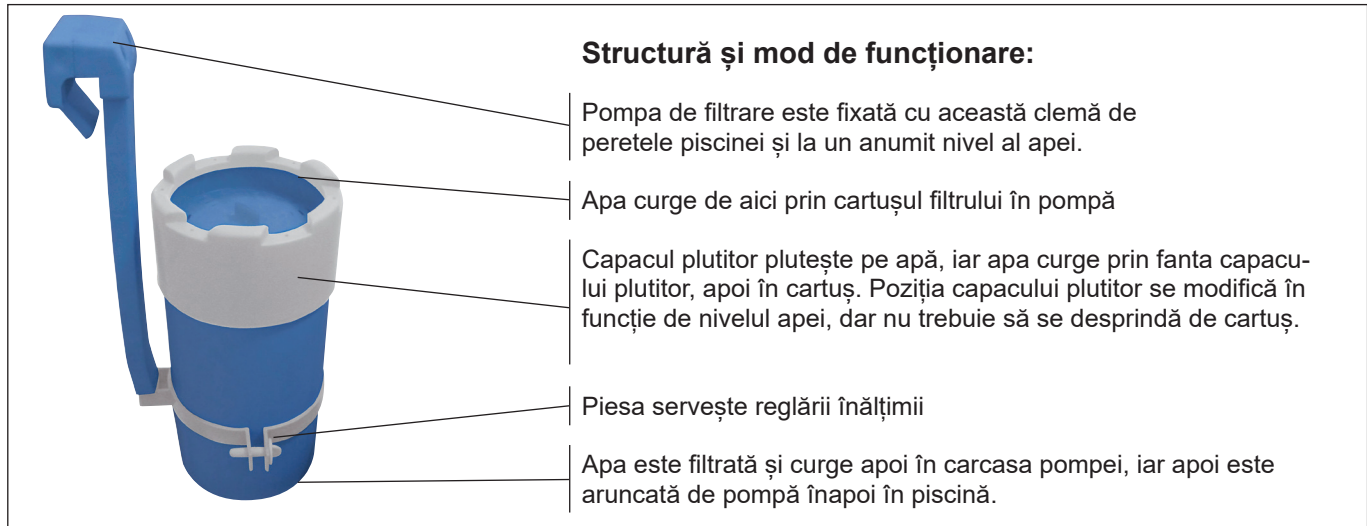 Structură și mod de funcționare:
Pompa de filtrare este fixată cu această clemă de
peretele piscinei și la un anumit nivel al apei.
Apa curge de aici prin cartușul filtrului în pompă
Capacul plutitor plutește pe apă, iar apa curge prin fanta capacu-
lui plutitor, apoi în cartuș. Poziția capacului plutitor se modifică în
funcție de nivelul apei, dar nu trebuie să se desprindă de cartuș.
Piesa servește reglării înălțimii
Apa este filtrată și curge apoi în carcasa pompei, iar apoi este
aruncată de pompă înapoi în piscină.